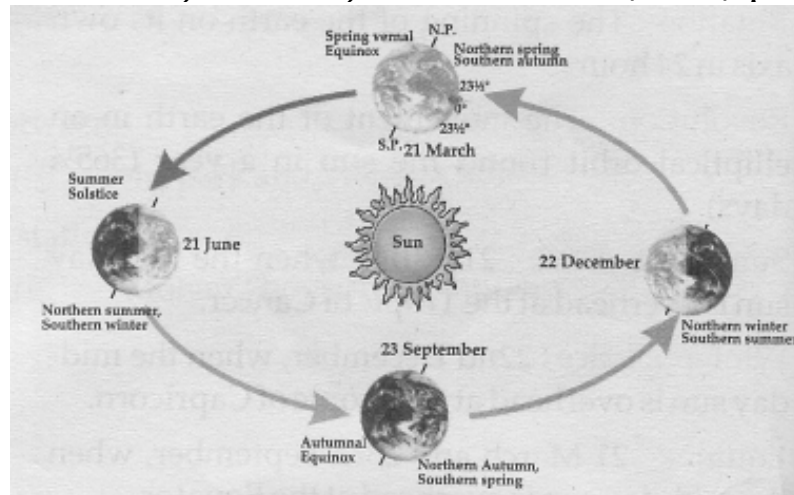 Spring vernal
Equinox
N.P.
Northern spring
Southern autumn
23½°
0°
23½°
S.P. 21 March
Summer
Solstice
21 June
Sun
22 December
Northern summer,
Southern winter
Northern winter
Southern summer
23 September
Autumnal
Equinox
Northern Autumn,
Southern spring